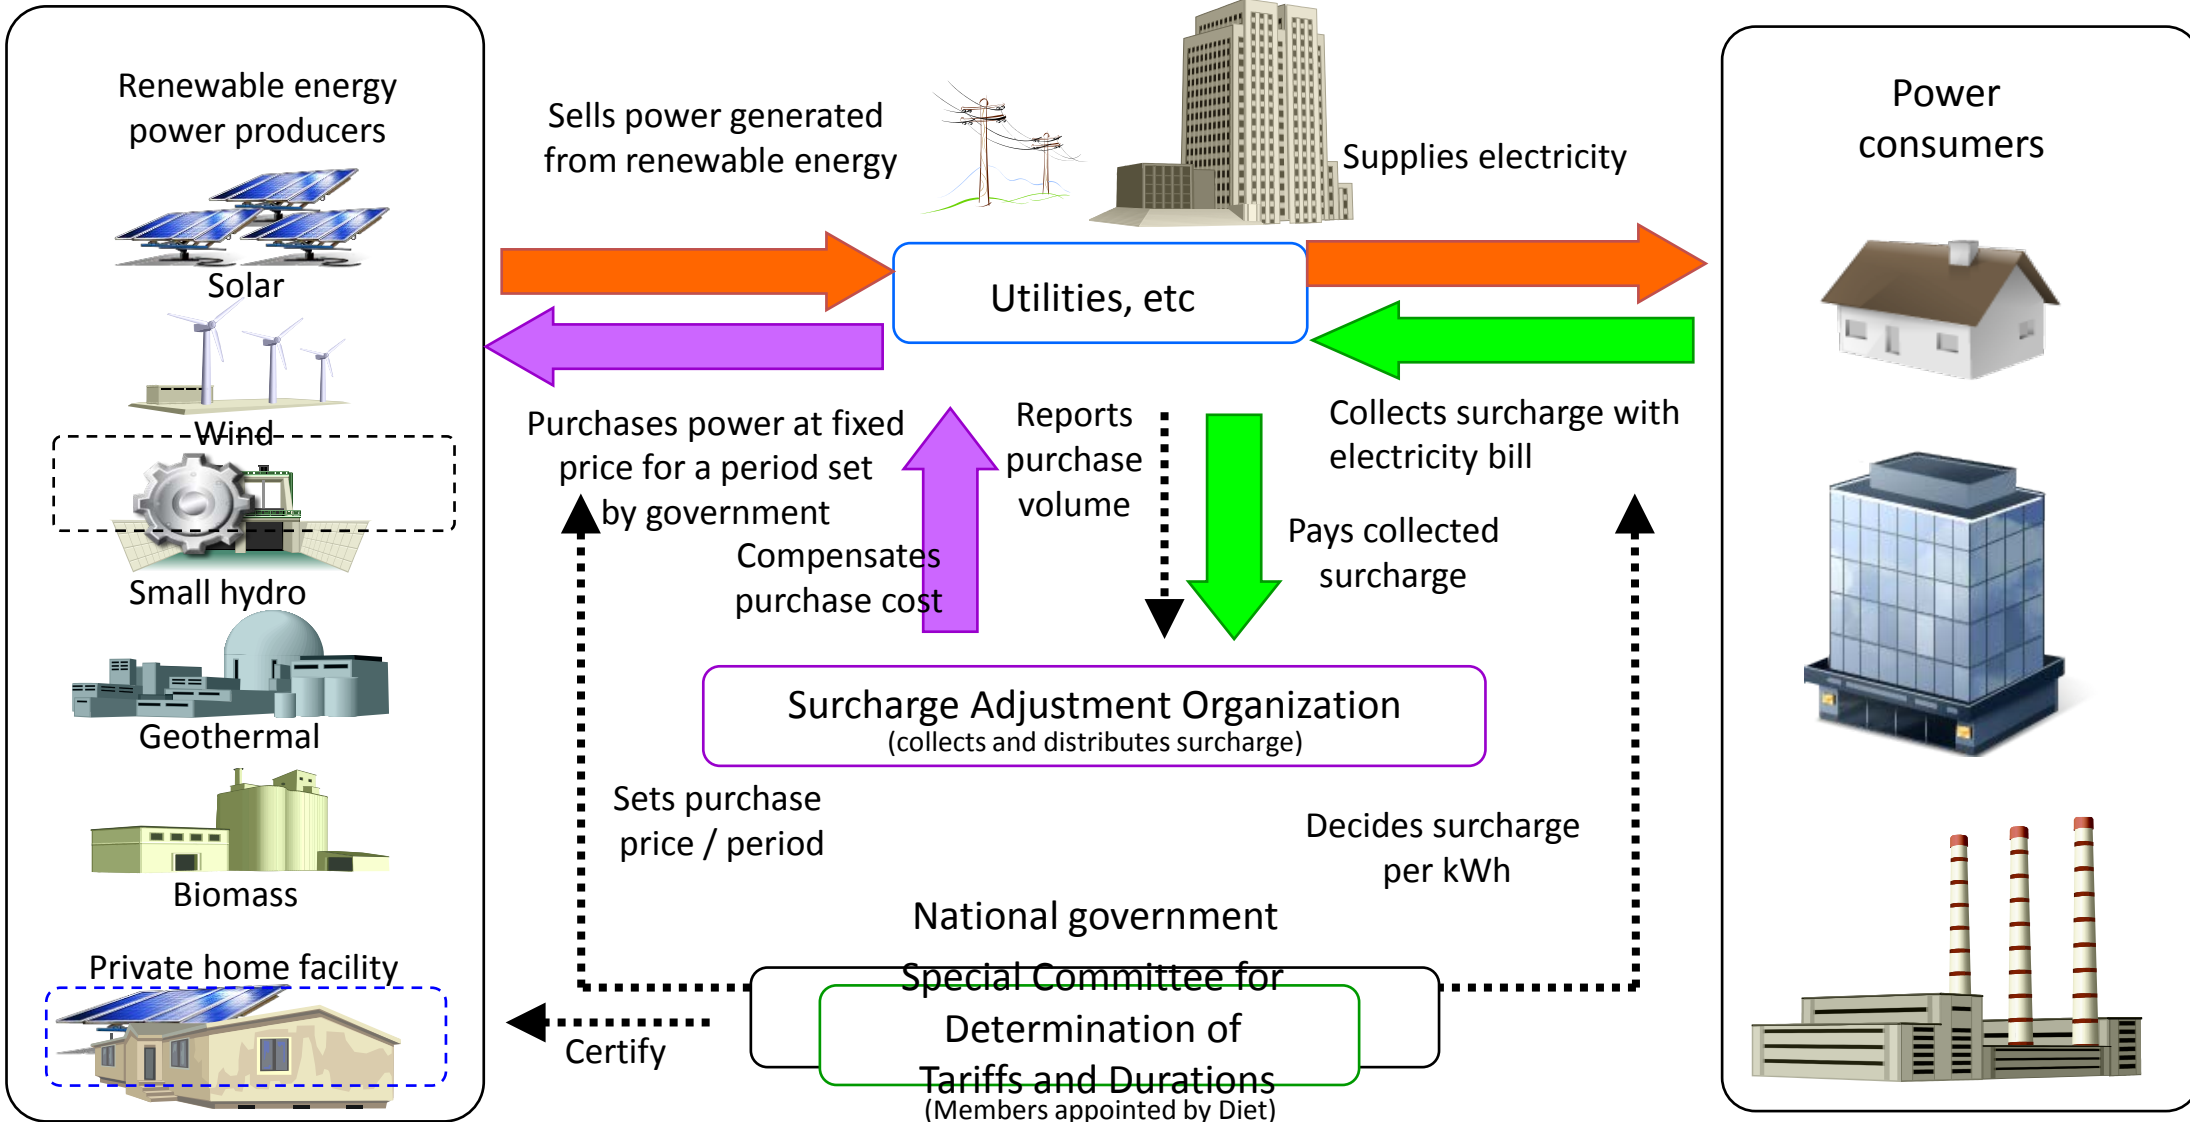 Renewable energy
power producers
Solar
Wind
Small hydro
Geothermal
Biomass
Private home facility
Sells power generated
from renewable energy
Supplies electricity
Utilities, etc
Purchases power at fixed
price for a period set
by government
Compensates
purchase cost
Reports
purchase
volume
Collects surcharge with
electricity bill
Pays collected
surcharge
Surcharge Adjustment Organization
(collects and distributes surcharge)
Sets purchase
price / period
Decides surcharge
per kWh
National government
Special Committee for
Determination of
Tariffs and Durations
(Members appointed by Diet)
Certify
Power
consumers